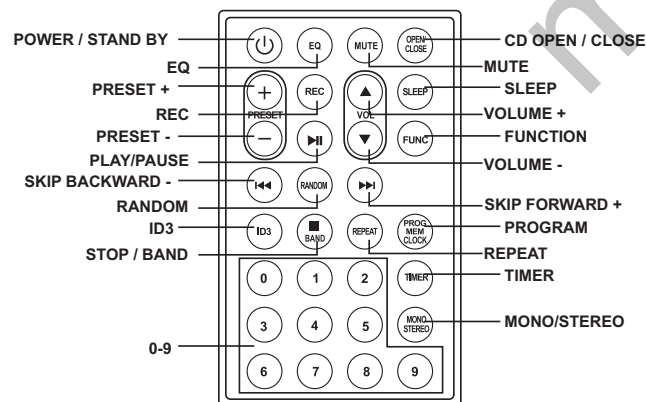 POWER / STAND BY
EQ
PRESET +
REC
PRESET -
PLAY/PAUSE
SKIP BACKWARD -
RANDOM
ID3
STOP / BAND
0-9
EQ
MUTE
OPEN/
CLOSE
PRESET
REC
VOL
SLEEP
FUNC
RANDOM
ID3
BAND
REPEAT
PROG
MEM
CLOCK
0
1
2
TIMER
3
4
5
MONO
STEREO
6
7
8
9
CD OPEN / CLOSE
MUTE
SLEEP
VOLUME +
FUNCTION
VOLUME -
SKIP FORWARD +
PROGRAM
REPEAT
TIMER
MONO/STEREO